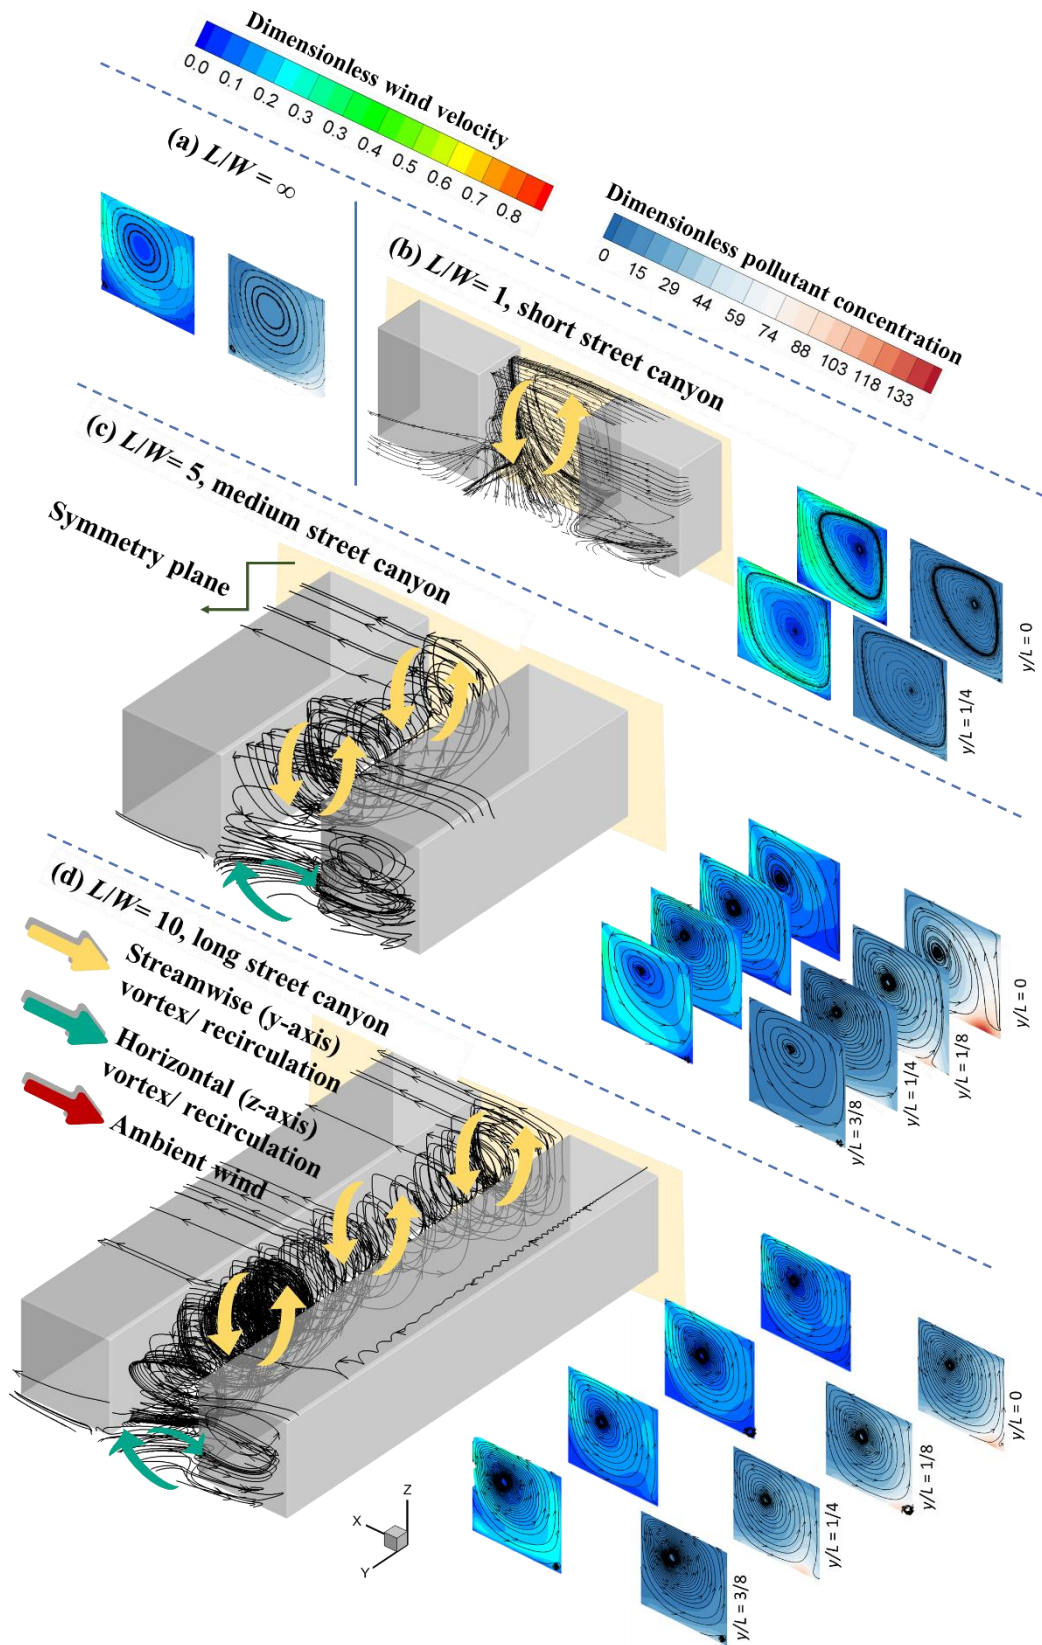 Dimensionless wind velocity
0.0 0.1 0.2 0.3 0.3 0.4 0.5 0.6 0.7 0.8
Dimensionless pollutant concentration
0 15 29 44 59 74 88 103 118 133
(a) L/W = ∞
(b) L/W = 1, short street canyon
y/L = 1/4
y/L = 0
(c) L/W = 5, medium street canyon
Symmetry plane
y/L = 3/8
y/L = 1/4
y/L = 1/8
y/L = 0
(d) L/W = 10, long street canyon
Streamwise (y-axis)
vortex/ recirculation
Horizontal (z-axis)
vortex/ recirculation
Ambient wind
Z
X
Y
y/L = 3/8
y/L = 1/4
y/L = 1/8
y/L = 0